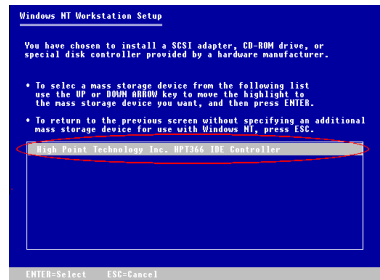 Windows NT Workstation Setup
You have chosen to install a SCSI adapter, CD-ROM drive, or
special disk controller provided by a hardware manufacturer.
• To selec a mass storage device from the following list
use the UP or DOWN ARROW key to move the highlight to
the mass storage device you want, and then press ENTER.
• To return to the previous screen without specifying an additional
mass storage device for use with Windows NT, press ESC.
High Point Technology Inc. HPT366 IDE Controller
ENTER=Select ESC=Cancel